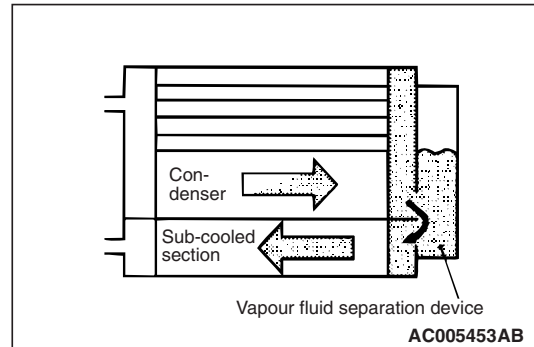 Con-
denser
Sub-cooled
section
Vapour fluid separation device
AC005453AB